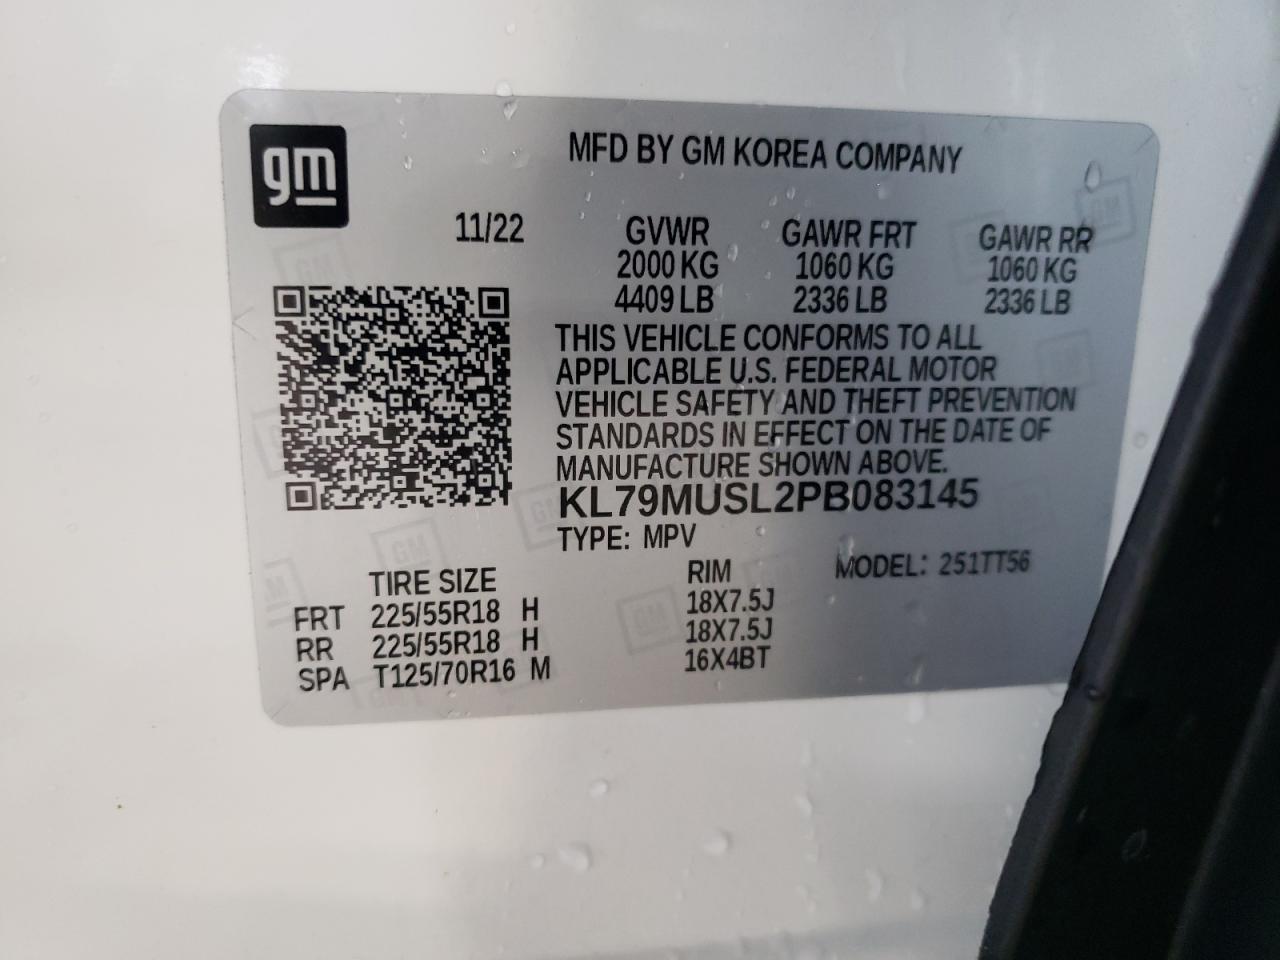 gm
MFD BY GM KOREA COMPANY
11/22 GVWR GAWR FRT GAWR RR
2000 KG 1060 KG 1060 KG
4409 LB 2336 LB 2336 LB
THIS VEHICLE CONFORMS TO ALL
APPLICABLE U.S. FEDERAL MOTOR
VEHICLE SAFETY AND THEFT PREVENTION
STANDARDS IN EFFECT ON THE DATE OF
MANUFACTURE SHOWN ABOVE.
KL79MUSL2PB083145
TYPE: MPV MODEL: 251TT56
TIRE SIZE RIM
FRT 225/55R18 H 18X7.5J
RR 225/55R18 H 18X7.5J
SPA T125/70R16 M 16X4BT